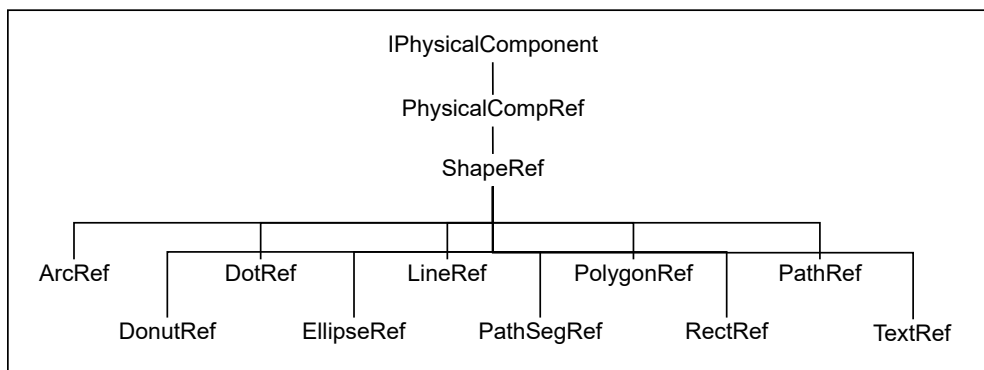 IPhysicalComponent
PhysicalCompRef
ShapeRef
ArcRef DotRef LineRef PolygonRef PathRef
DonutRef EllipseRef PathSegRef RectRef TextRef